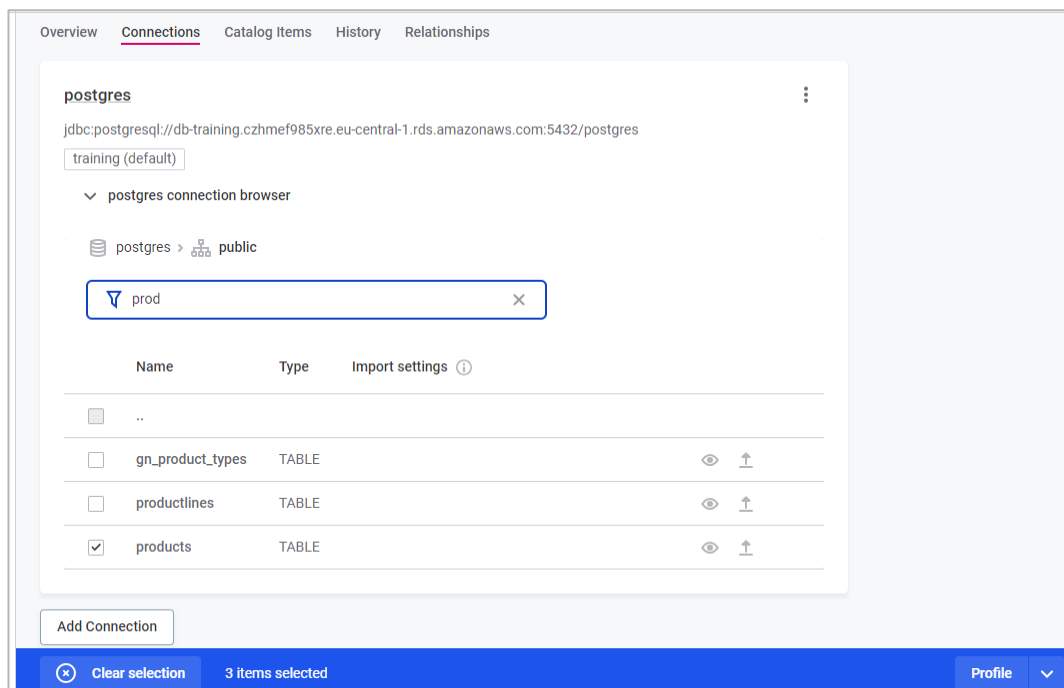 Overview Connections Catalog Items History Relationships
postgres
jdbc:postgresql://db-training.czhmef985xre.eu-central-1.rds.amazonaws.com:5432/postgres
training (default)
postgres connection browser
postgres > public
prod
Name Type Import settings
..
gn_product_types TABLE
productlines TABLE
products TABLE
Add Connection
Clear selection 3 items selected Profile